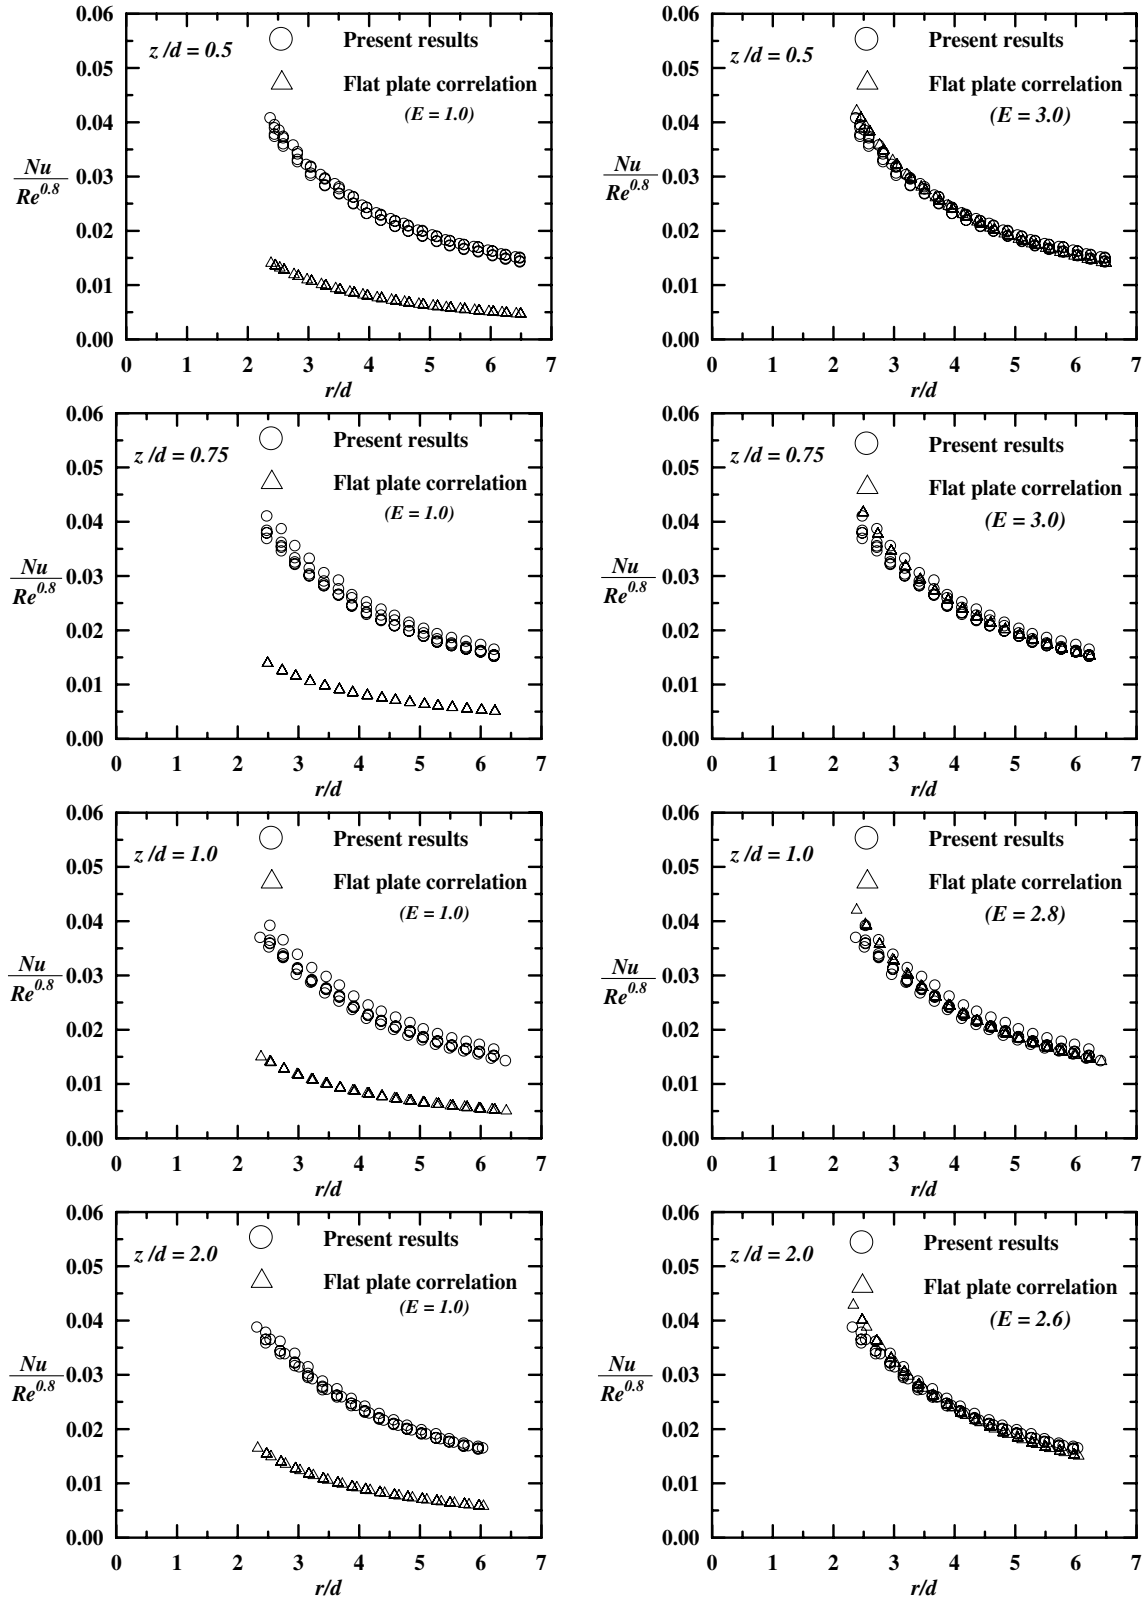 z/d = 0.5
Present results
Flat plate correlation
(E = 1.0)
Nu
Re^0.8
0.06
0.05
0.04
0.03
0.02
0.01
0.00
0 1 2 3 4 5 6 7
r/d
z/d = 0.5
Present results
Flat plate correlation
(E = 3.0)
Nu
Re^0.8
0.06
0.05
0.04
0.03
0.02
0.01
0.00
0 1 2 3 4 5 6 7
r/d
z/d = 0.75
Present results
Flat plate correlation
(E = 1.0)
Nu
Re^0.8
0.06
0.05
0.04
0.03
0.02
0.01
0.00
0 1 2 3 4 5 6 7
r/d
z/d = 0.75
Present results
Flat plate correlation
(E = 3.0)
Nu
Re^0.8
0.06
0.05
0.04
0.03
0.02
0.01
0.00
0 1 2 3 4 5 6 7
r/d
z/d = 1.0
Present results
Flat plate correlation
(E = 1.0)
Nu
Re^0.8
0.06
0.05
0.04
0.03
0.02
0.01
0.00
0 1 2 3 4 5 6 7
r/d
z/d = 1.0
Present results
Flat plate correlation
(E = 2.8)
Nu
Re^0.8
0.06
0.05
0.04
0.03
0.02
0.01
0.00
0 1 2 3 4 5 6 7
r/d
z/d = 2.0
Present results
Flat plate correlation
(E = 1.0)
Nu
Re^0.8
0.06
0.05
0.04
0.03
0.02
0.01
0.00
0 1 2 3 4 5 6 7
r/d
z/d = 2.0
Present results
Flat plate correlation
(E = 2.6)
Nu
Re^0.8
0.06
0.05
0.04
0.03
0.02
0.01
0.00
0 1 2 3 4 5 6 7
r/d